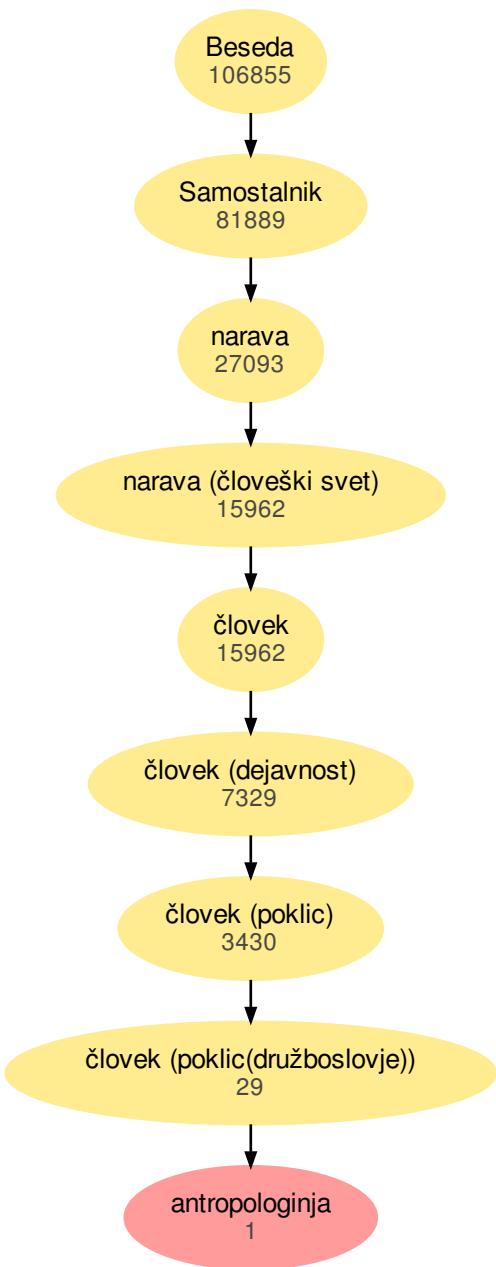 Beseda
106855
Samostalnik
81889
narava
27093
narava (človeški svet)
15962
človek
15962
človek (dejavnost)
7329
človek (poklic)
3430
človek (poklic(družboslovje))
29
antropologinja
1